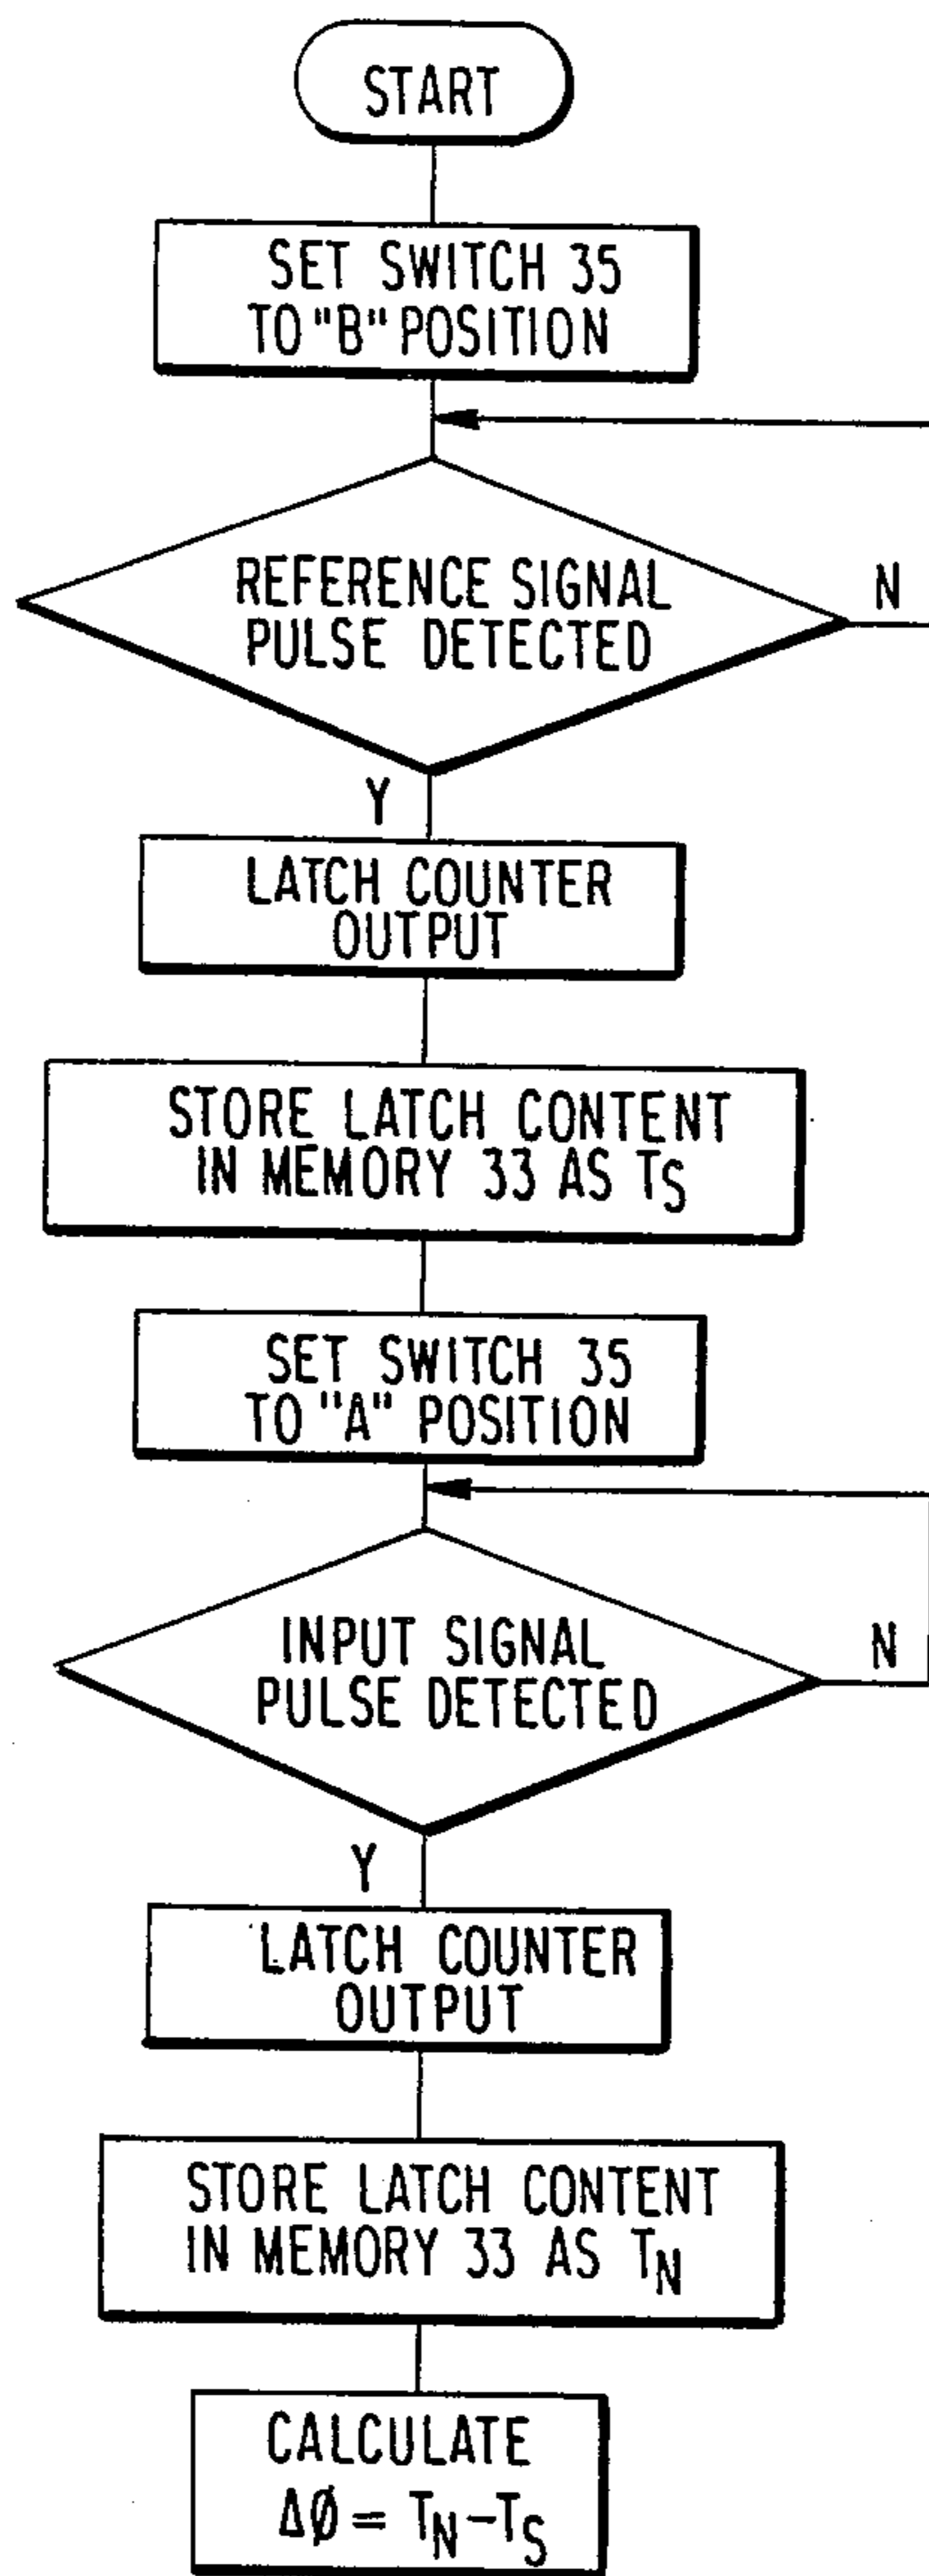 START
SET SWITCH 35
TO "B" POSITION
REFERENCE SIGNAL
PULSE DETECTED
N
Y
LATCH COUNTER
OUTPUT
STORE LATCH CONTENT
IN MEMORY 33 AS TS
SET SWITCH 35
TO "A" POSITION
INPUT SIGNAL
PULSE DETECTED
N
Y
LATCH COUNTER
OUTPUT
STORE LATCH CONTENT
IN MEMORY 33 AS TN
CALCULATE
ΔØ = TN-TS